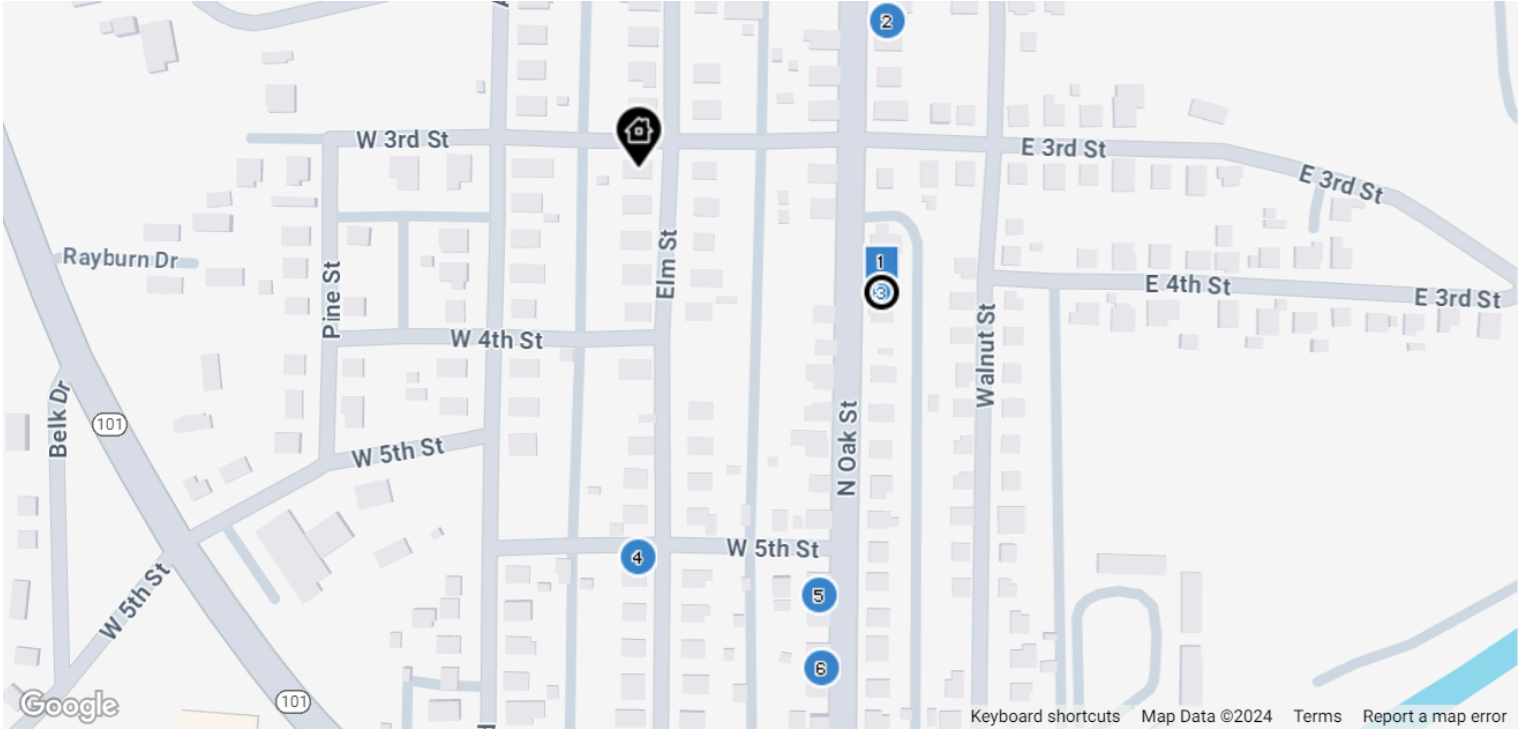 2
W 3rd St
E 3rd St
E 3rd St
Rayburn Dr
Pine St
Elm St
1
3
E 4th St
E 3rd St
W 4th St
Walnut St
Belk Dr
101
N Oak St
W 5th St
4
W 5th St
5
W 5th St
6
101
Google
Keyboard shortcuts Map Data ©2024 Terms Report a map error